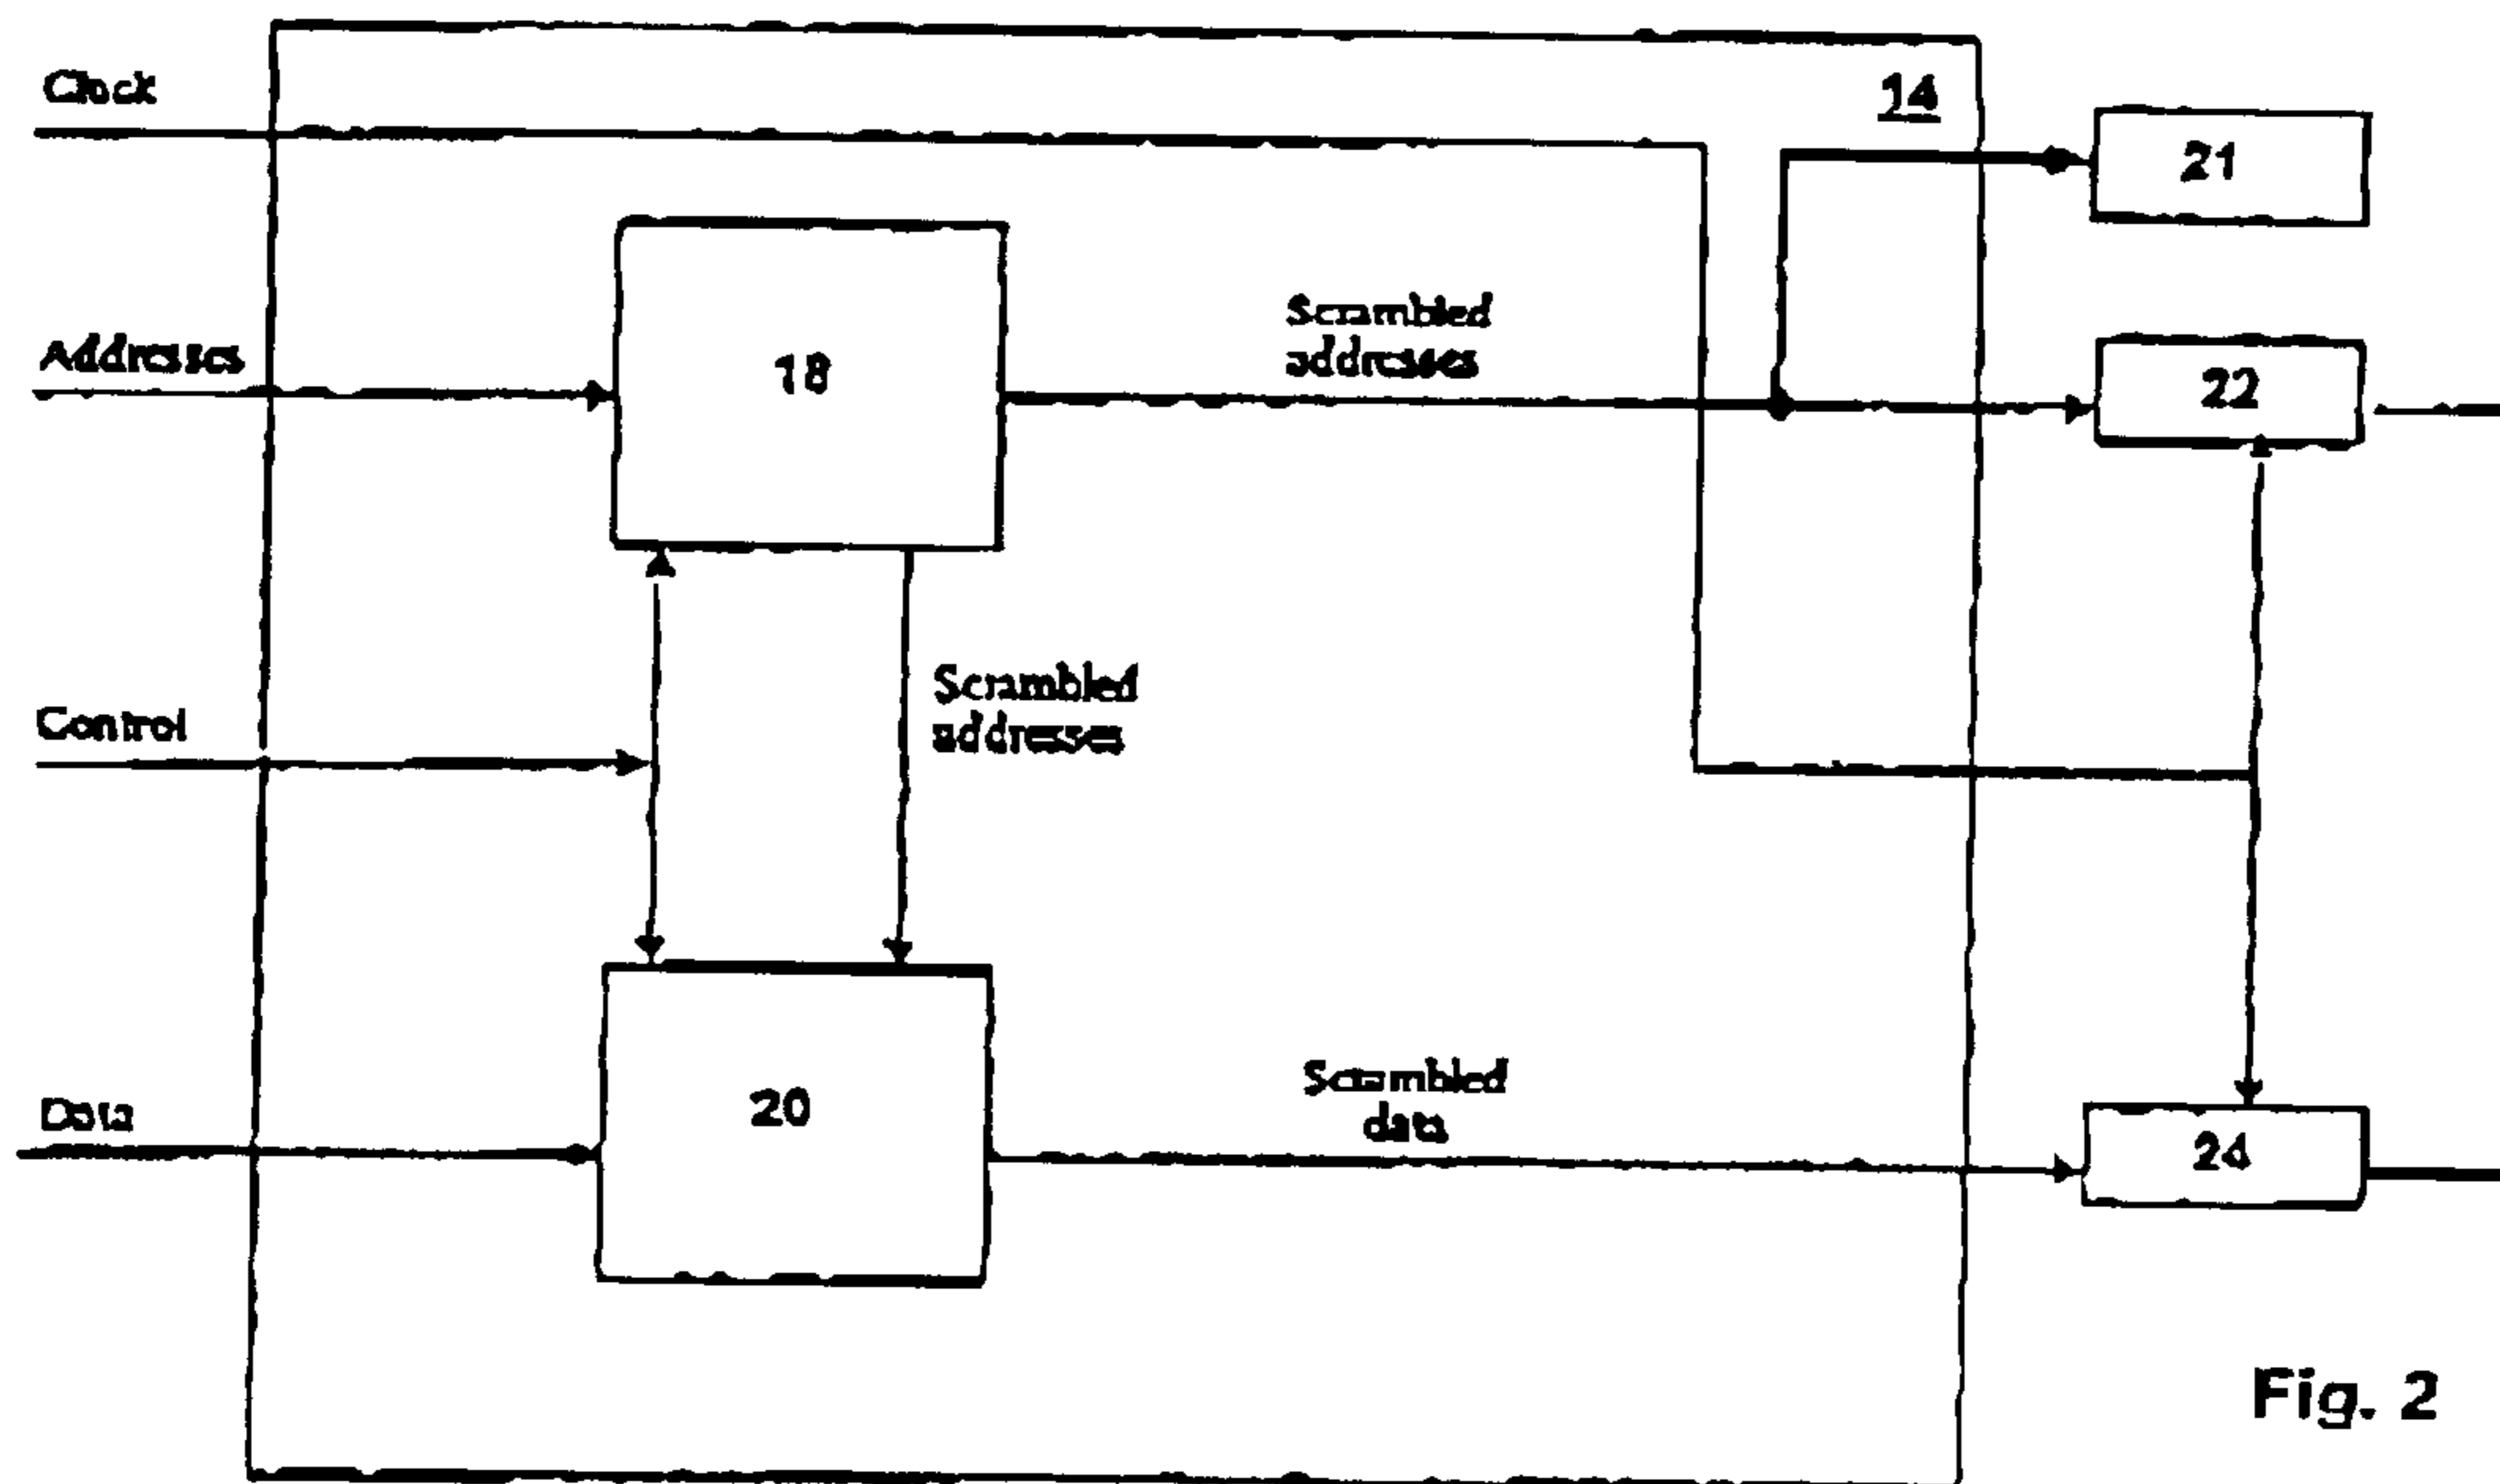 Clock
14
21
Addresses
18
Scrambled
addresses
22
Control
Scrambled
addresses
Data
20
Scrambled
data
24
Fig. 2